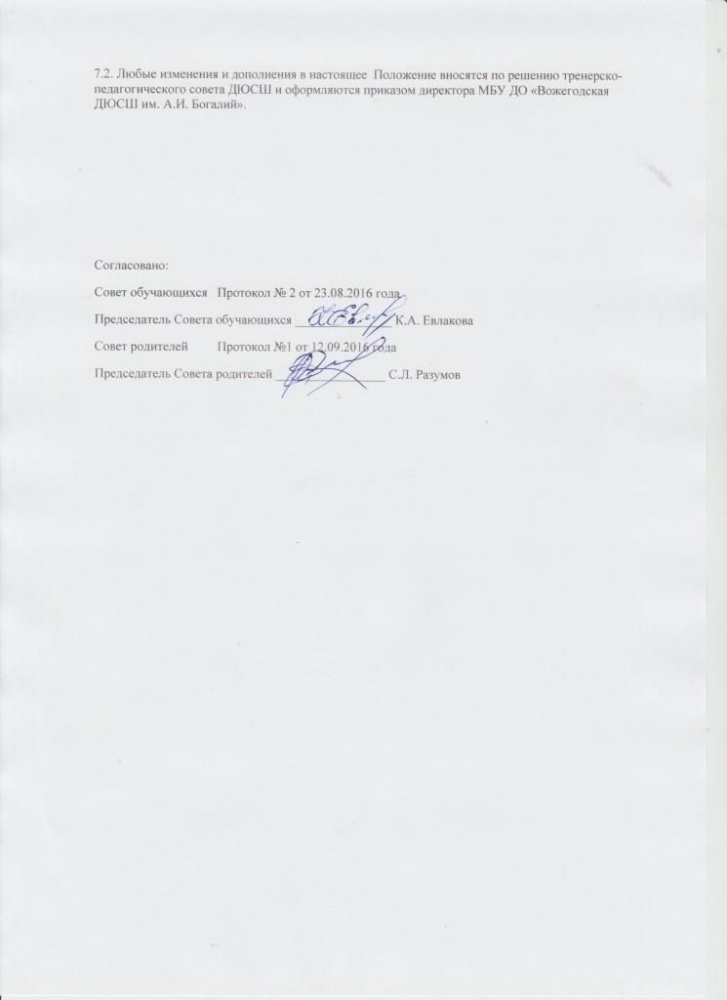 7.2. Любые изменения и дополнения в настоящее Положение вносятся по решению тренерско-
педагогического совета ДЮСШ и оформляются приказом директора МБУ ДО «Вожегодская
ДЮСШ им. А.И. Богалий».
Согласовано:
Совет обучающихся Протокол № 2 от 23.08.2016 года
Председатель Совета обучающихся _______________ К.А. Евлакова
Совет родителей Протокол №1 от 12.09.2016 года
Председатель Совета родителей _________________ С.Л. Разумов